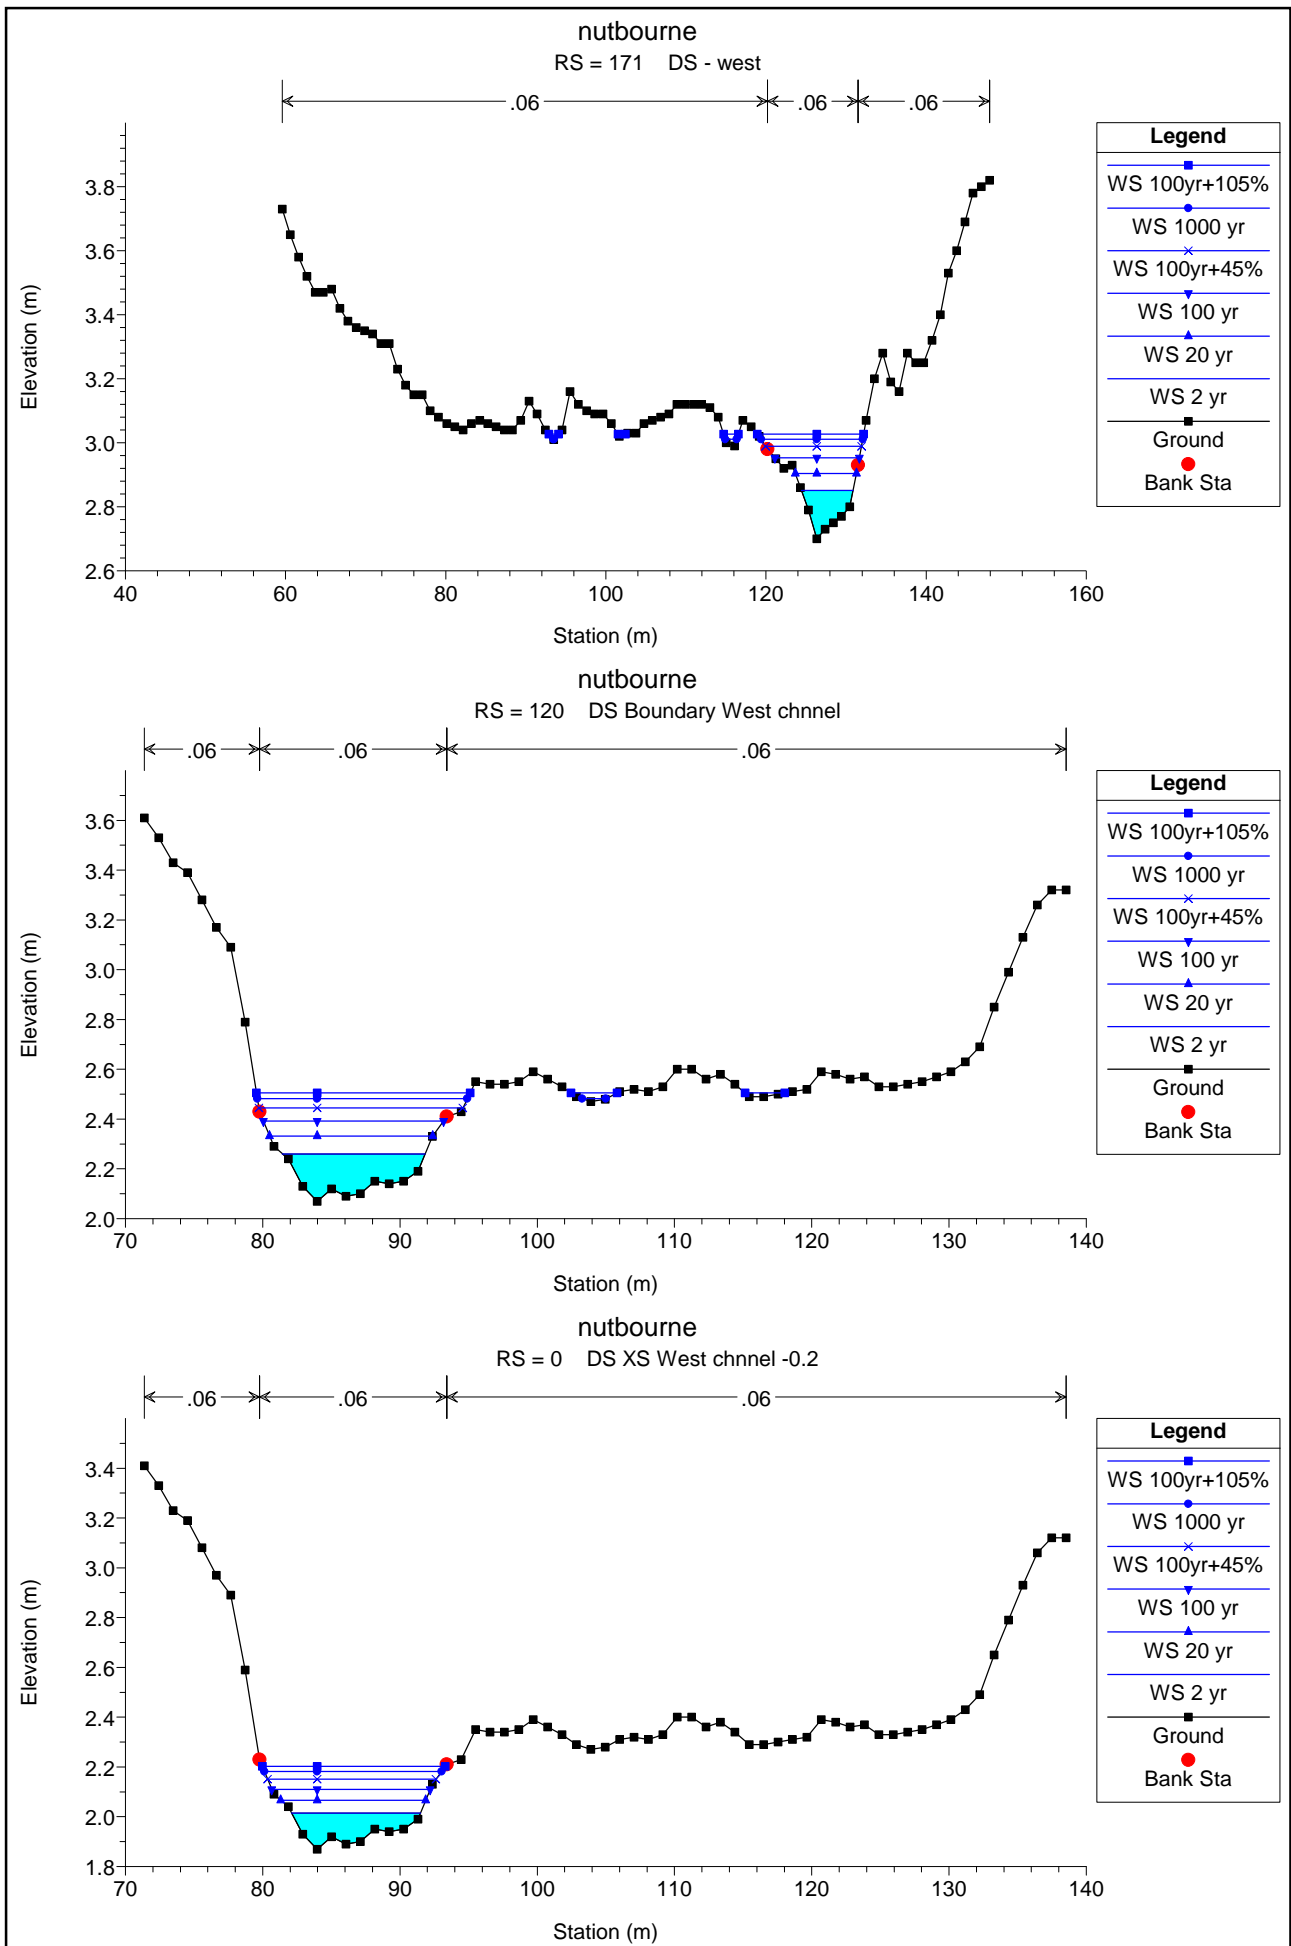 nutbourne
RS = 171 DS - west
.06 .06 .06
Legend
WS 100yr+105%
WS 1000 yr
WS 100yr+45%
WS 100 yr
WS 20 yr
WS 2 yr
Ground
Bank Sta
3.8
3.6
3.4
3.2
3.0
2.8
2.6
Elevation (m)
40 60 80 100 120 140 160
Station (m)
nutbourne
RS = 120 DS Boundary West chnnel
.06 .06 .06
Legend
WS 100yr+105%
WS 1000 yr
WS 100yr+45%
WS 100 yr
WS 20 yr
WS 2 yr
Ground
Bank Sta
3.6
3.4
3.2
3.0
2.8
2.6
2.4
2.2
2.0
Elevation (m)
70 80 90 100 110 120 130 140
Station (m)
nutbourne
RS = 0 DS XS West chnnel -0.2
.06 .06 .06
Legend
WS 100yr+105%
WS 1000 yr
WS 100yr+45%
WS 100 yr
WS 20 yr
WS 2 yr
Ground
Bank Sta
3.4
3.2
3.0
2.8
2.6
2.4
2.2
2.0
1.8
Elevation (m)
70 80 90 100 110 120 130 140
Station (m)